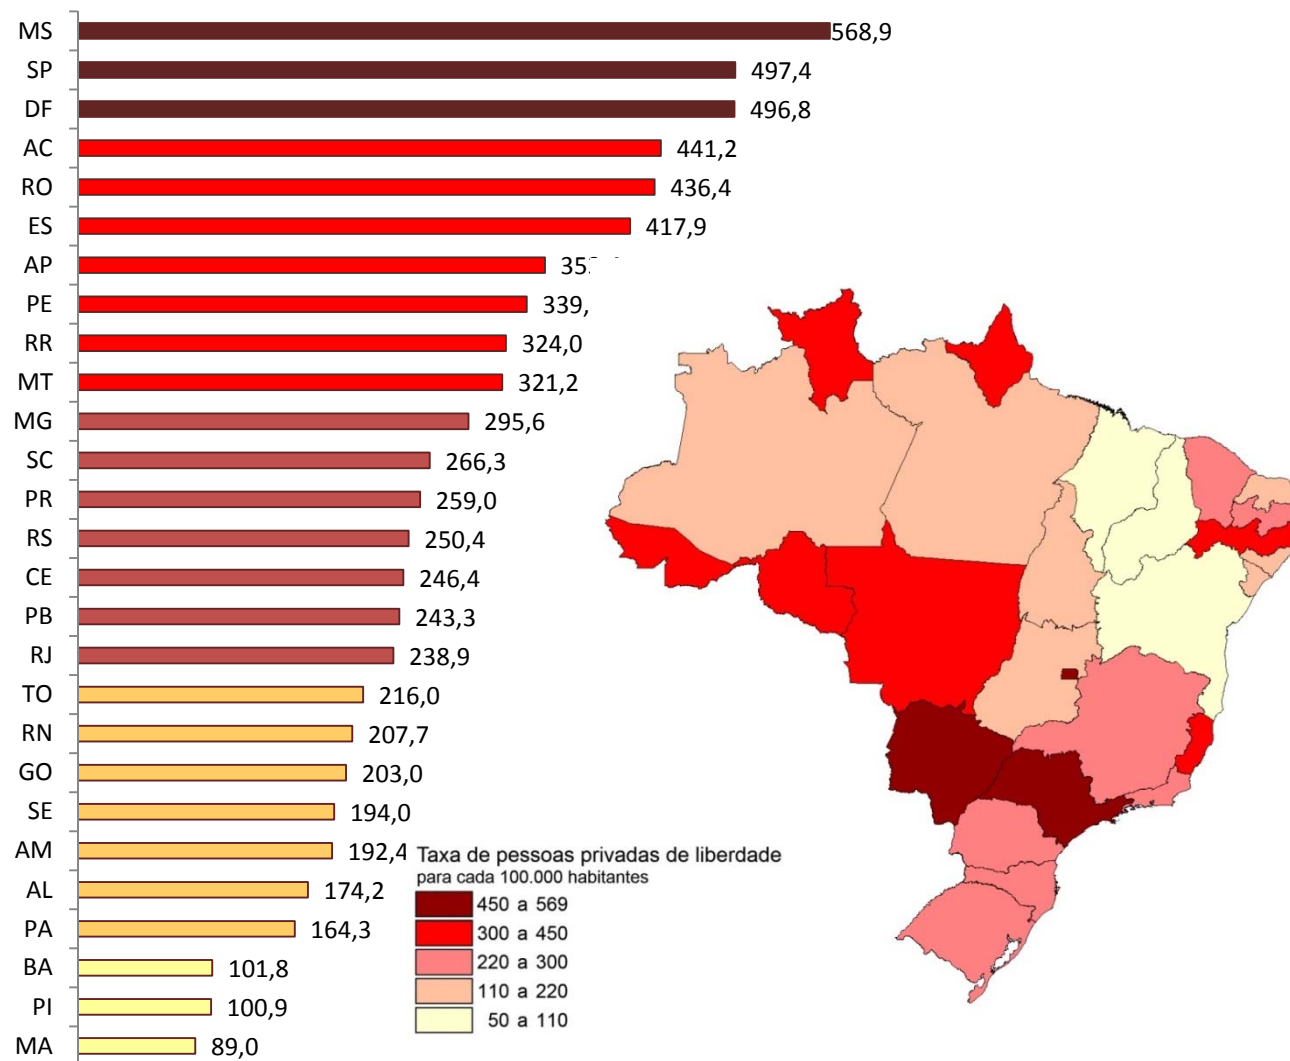 MS 568,9
SP 497,4
DF 496,8
AC 441,2
RO 436,4
ES 417,9
AP
PE 339,
RR 324,0
MT 321,2
MG 295,6
SC 266,3
PR 259,0
RS 250,4
CE 246,4
PB 243,3
RJ 238,9
TO 216,0
RN 207,7
GO 203,0
SE 194,0
AM 192,4
AL 174,2
PA 164,3
BA 101,8
PI 100,9
MA 89,0
Taxa de pessoas privadas de liberdade
para cada 100.000 habitantes
450 a 569
300 a 450
220 a 300
110 a 220
50 a 110